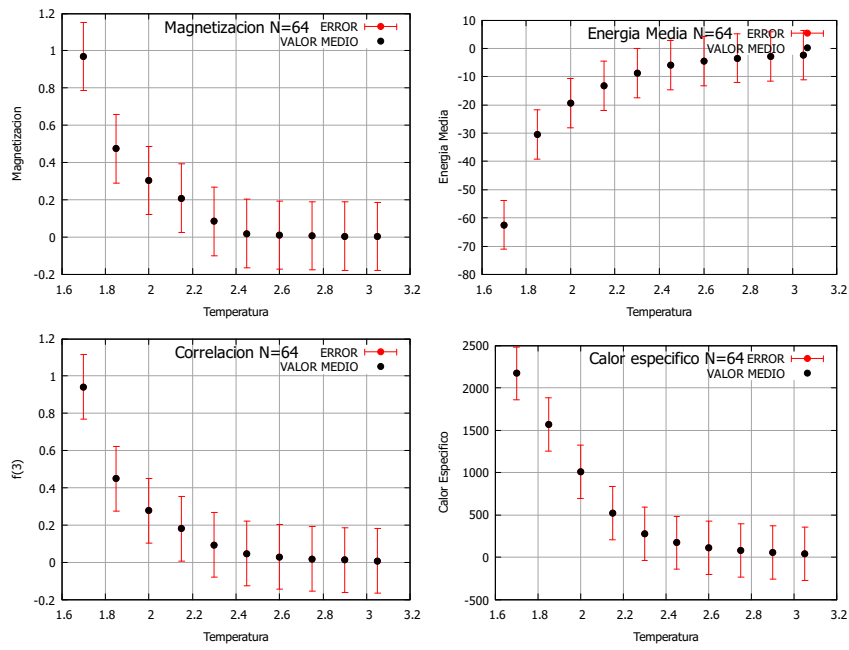 Magnetizacion N=64
ERROR
VALOR MEDIO
Magnetizacion
1.2
1
0.8
0.6
0.4
0.2
0
-0.2
1.6 1.8 2 2.2 2.4 2.6 2.8 3 3.2
Temperatura
Energia Media N=64
ERROR
VALOR MEDIO
Energia Media
10
0
-10
-20
-30
-40
-50
-60
-70
-80
1.6 1.8 2 2.2 2.4 2.6 2.8 3 3.2
Temperatura
Correlacion N=64
ERROR
VALOR MEDIO
f(3)
1.2
1
0.8
0.6
0.4
0.2
0
-0.2
1.6 1.8 2 2.2 2.4 2.6 2.8 3 3.2
Temperatura
Calor especifico N=64
ERROR
VALOR MEDIO
Calor Especifico
2500
2000
1500
1000
500
0
-500
1.6 1.8 2 2.2 2.4 2.6 2.8 3 3.2
Temperatura